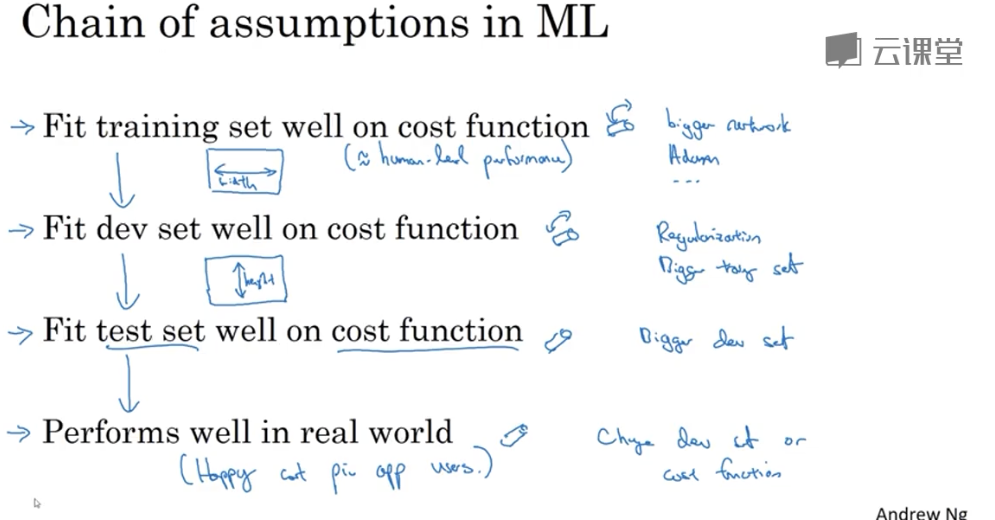 Chain of assumptions in ML
云课堂
→ Fit training set well on cost function
bigger network
(≈ human-level performance)
Adam
...
width
→ Fit dev set well on cost function
Regularization
Bigger training set
height
→ Fit test set well on cost function
Bigger dev set
→ Performs well in real world
Change dev set or
(Happy cat pic app users.)
cost function
Andrew Ng